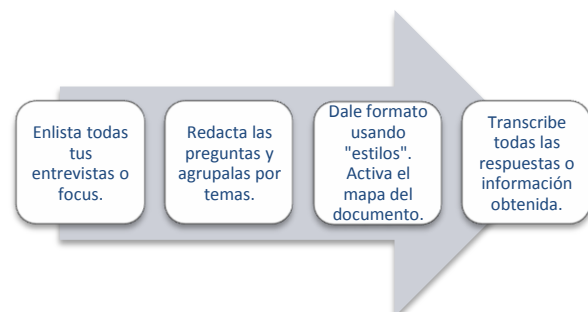 Enlista todas
tus
entrevistas o
focus.
Redacta las
preguntas y
agrupalas por
temas.
Dale formato
usando
"estilos".
Activa el
mapa del
documento.
Transcribe
todas las
respuestas o
información
obtenida.